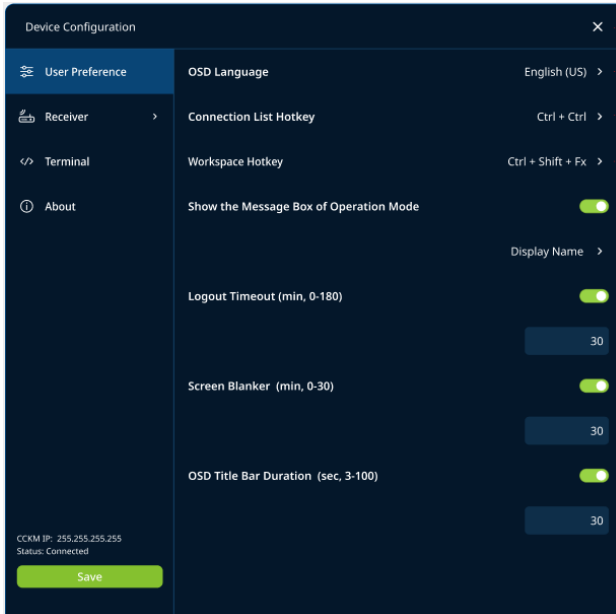 Device Configuration
User Preference
Receiver
Terminal
About
OSD Language
English (US)
Connection List Hotkey
Ctrl + Ctrl
Workspace Hotkey
Ctrl + Shift + Fx
Show the Message Box of Operation Mode
Display Name
Logout Timeout (min, 0-180)
30
Screen Blanker (min, 0-30)
30
OSD Title Bar Duration (sec, 3-100)
30
CCKM IP: 255.255.255.255
Status: Connected
Save